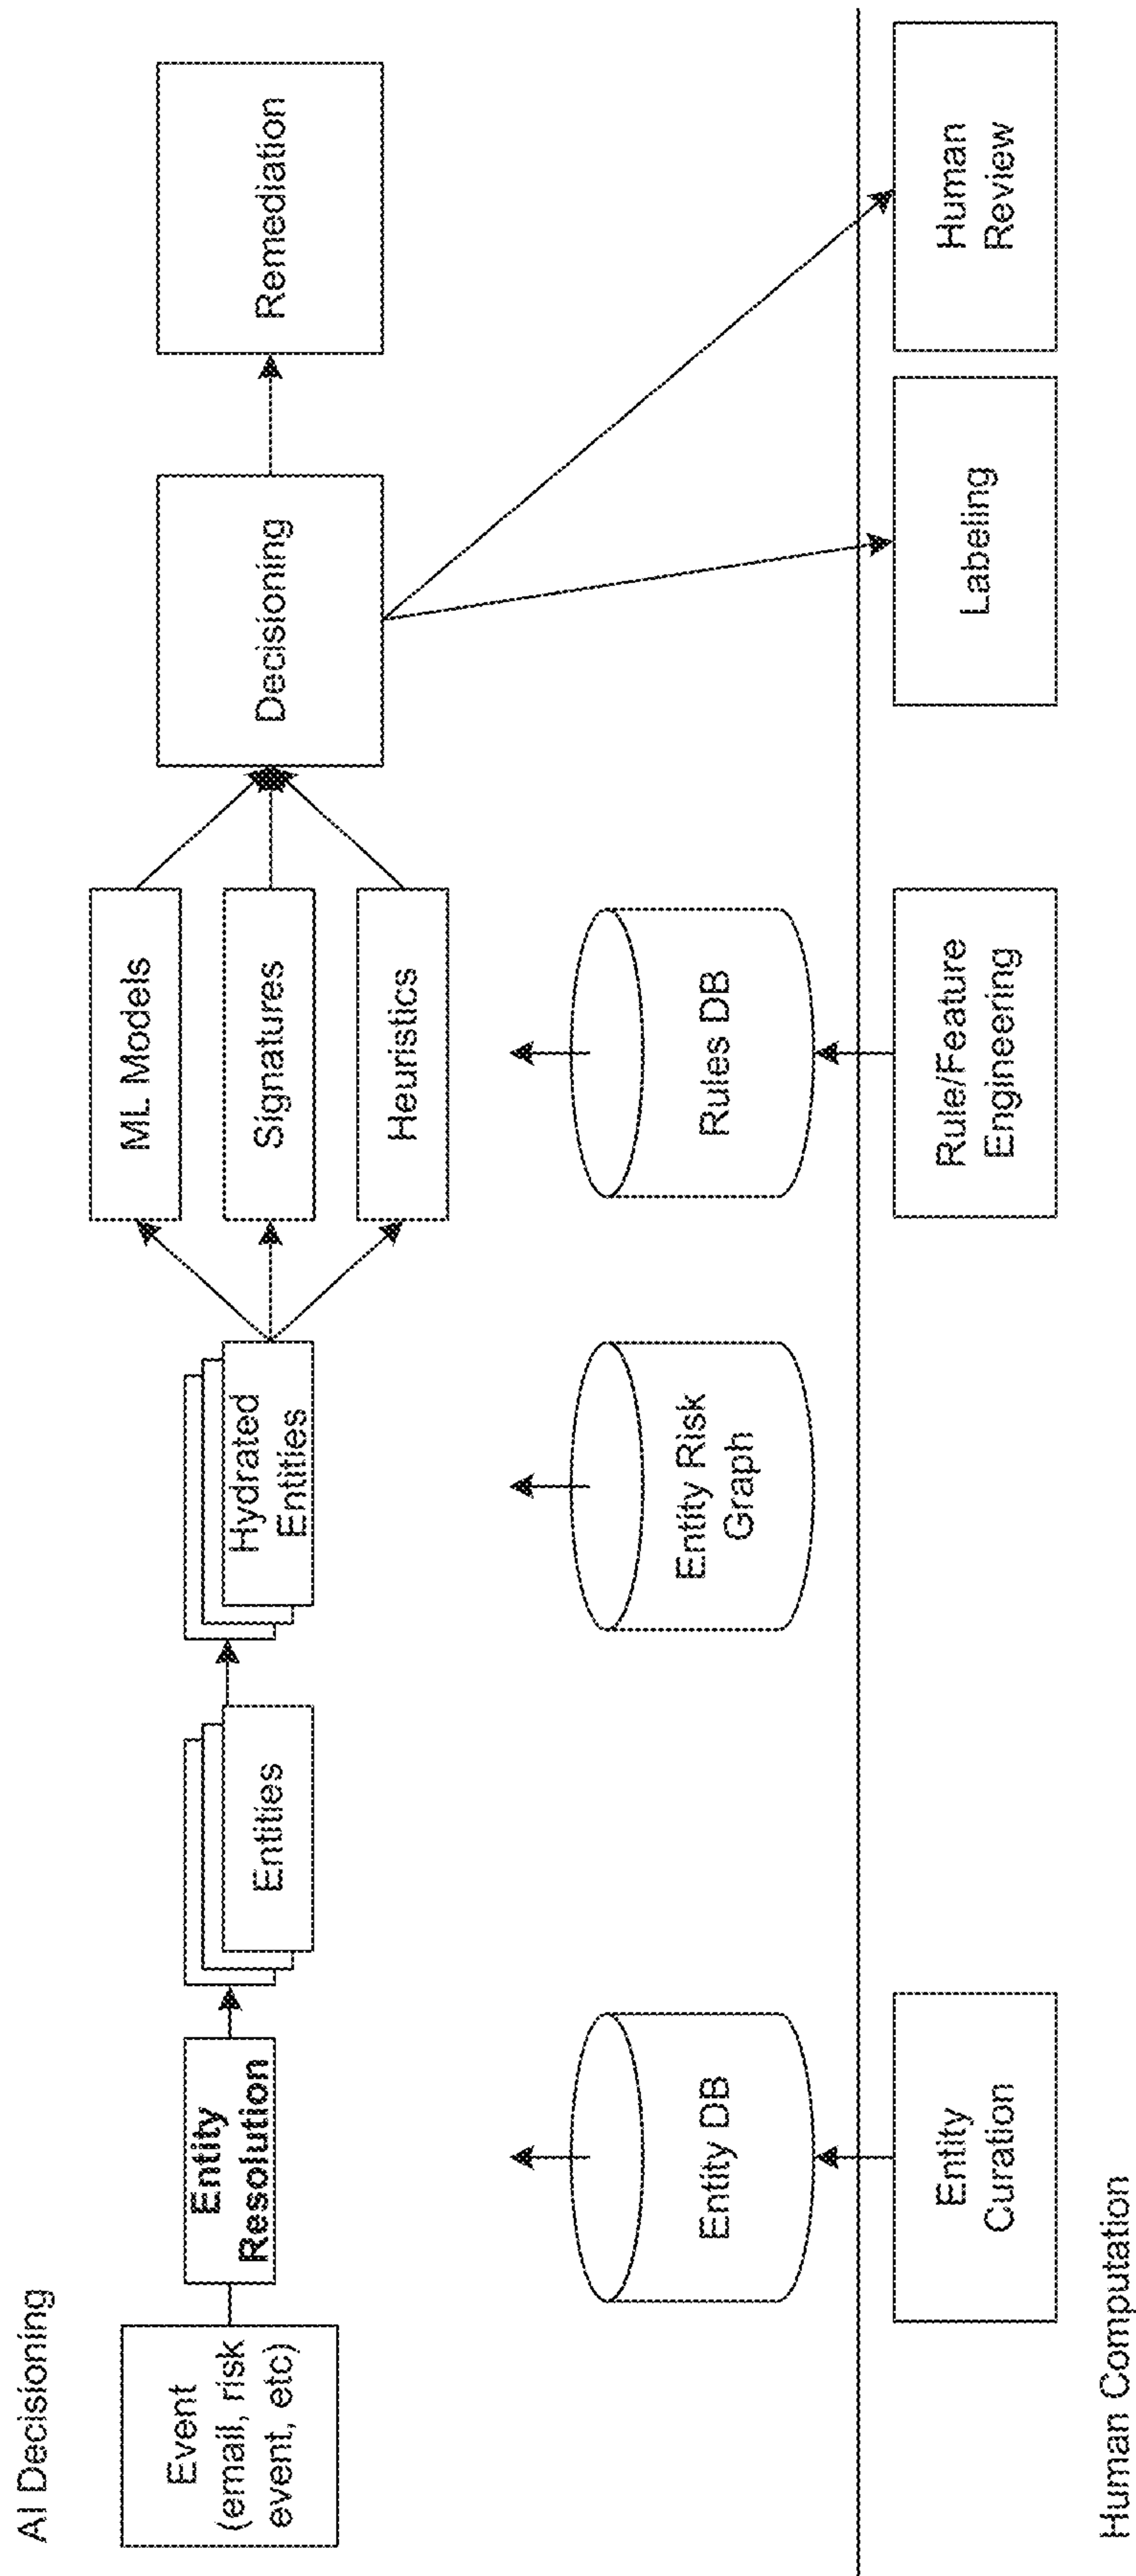 AI Decisioning
Event
(email, risk
event, etc)
Entity
Resolution
Entities
Hydrated
Entities
ML Models
Signatures
Heuristics
Decisioning
Remediation
Entity DB
Entity Risk
Graph
Rules DB
Entity
Curation
Rule/Feature
Engineering
Labeling
Human
Review
Human Computation